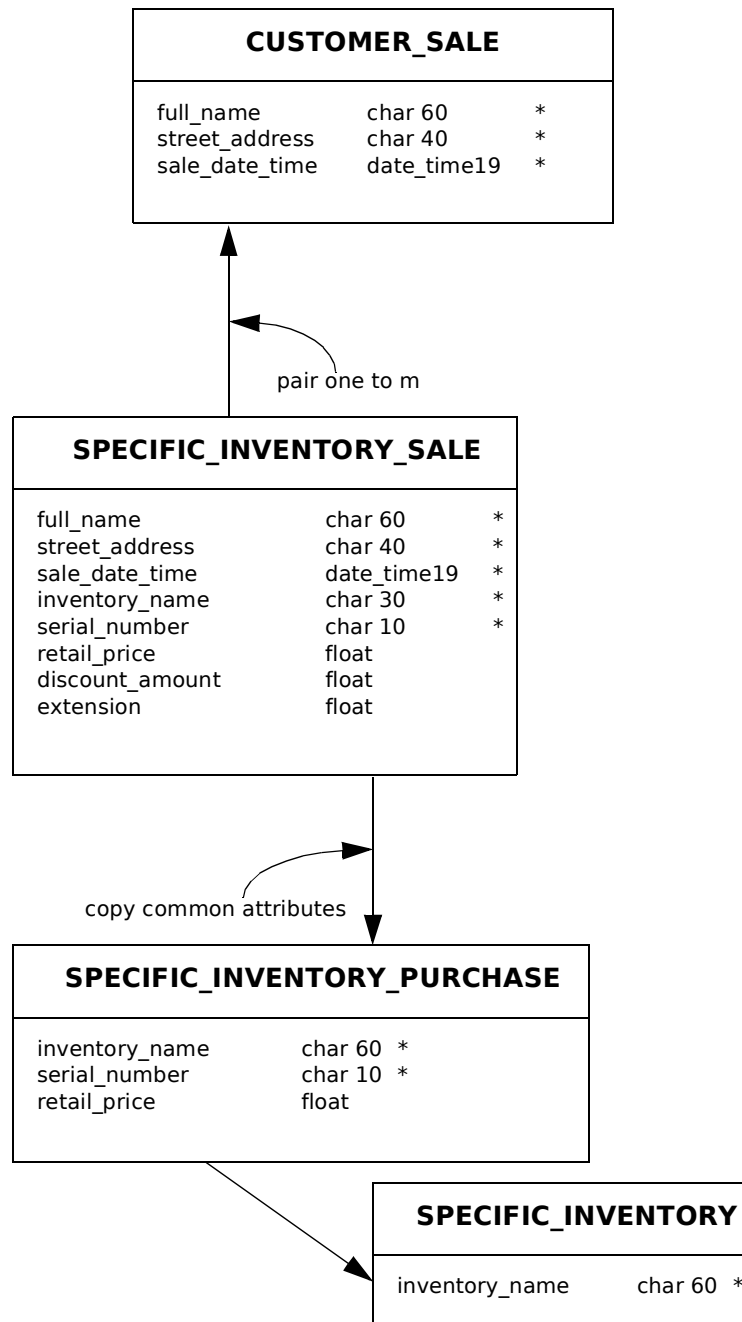 CUSTOMER_SALE
full_name char 60 *
street_address char 40 *
sale_date_time date_time19 *
pair one to m
SPECIFIC_INVENTORY_SALE
full_name char 60 *
street_address char 40 *
sale_date_time date_time19 *
inventory_name char 30 *
serial_number char 10 *
retail_price float
discount_amount float
extension float
copy common attributes
SPECIFIC_INVENTORY_PURCHASE
inventory_name char 60 *
serial_number char 10 *
retail_price float
SPECIFIC_INVENTORY
inventory_name char 60 *